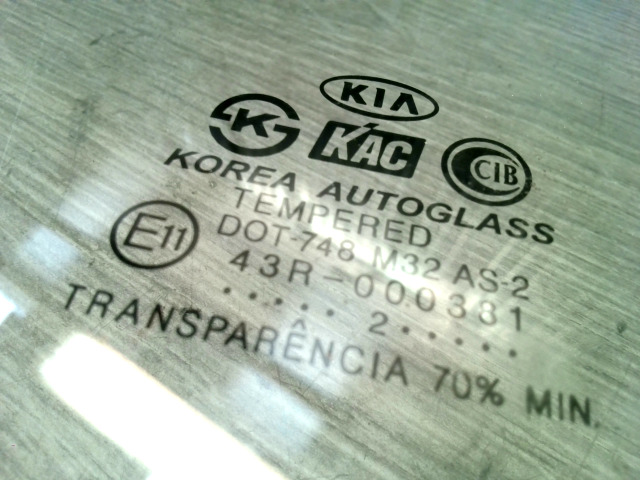 KIA
K KAC CIB
KOREA AUTOGLASS
TEMPERED
DOT-748 M32 AS-2
E11 43R-000381
..... 2.....
TRANSPARÊNCIA 70% MIN.